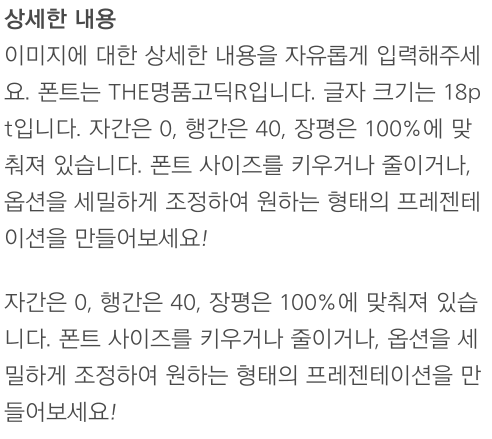 상세한 내용
이미지에 대한 상세한 내용을 자유롭게 입력해주세
요. 폰트는 THE명품고딕R입니다. 글자 크기는 18p
t입니다. 자간은 0, 행간은 40, 장평은 100%에 맞
춰져 있습니다. 폰트 사이즈를 키우거나 줄이거나,
옵션을 세밀하게 조정하여 원하는 형태의 프레젠테
이션을 만들어보세요!
자간은 0, 행간은 40, 장평은 100%에 맞춰져 있습
니다. 폰트 사이즈를 키우거나 줄이거나, 옵션을 세
밀하게 조정하여 원하는 형태의 프레젠테이션을 만
들어보세요!